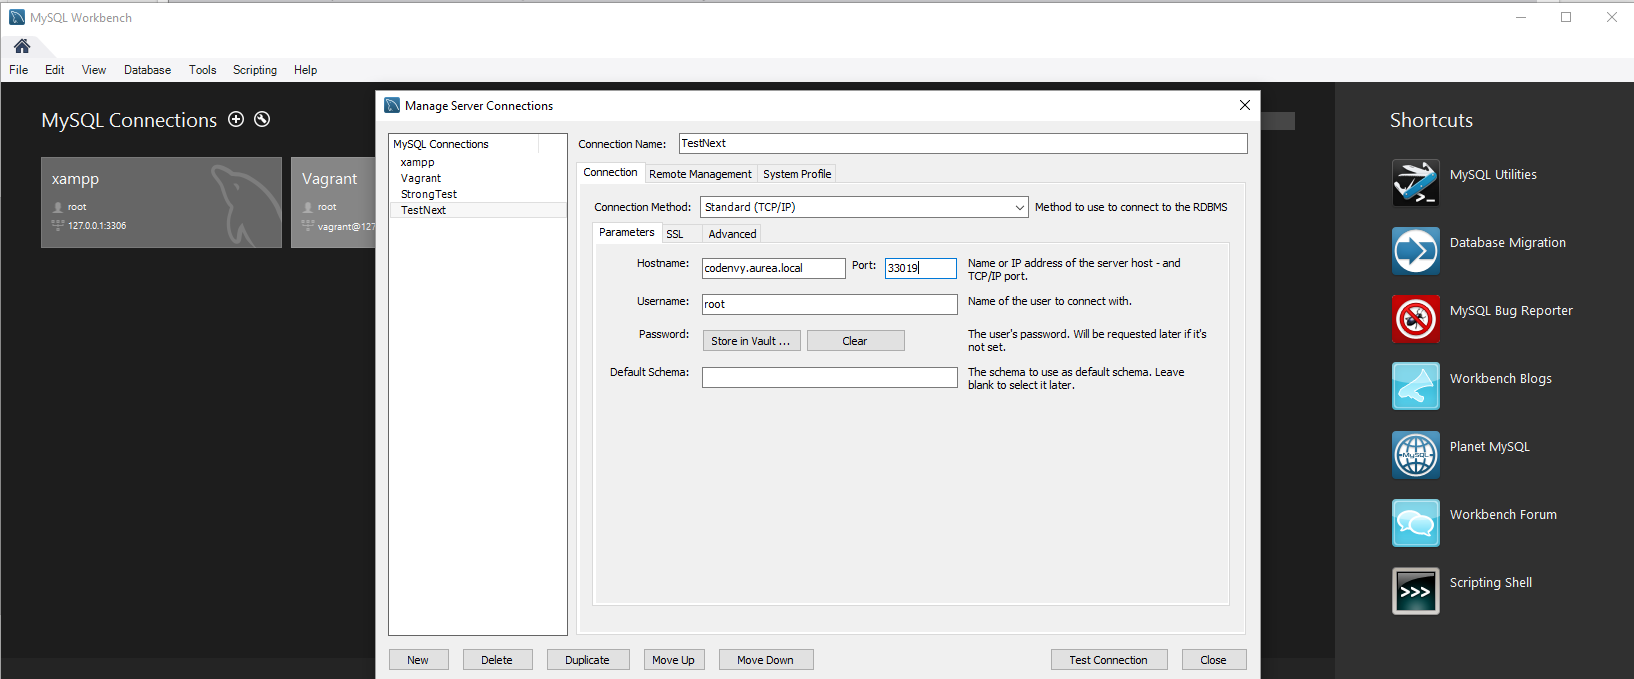 MySQL Workbench
File Edit View Database Tools Scripting Help
MySQL Connections
xampp
root
127.0.0.1:3306
Vagrant
root
vagrant@127
Manage Server Connections
MySQL Connections
xampp
Vagrant
StrongTest
TestNext
Connection Name: TestNext
Connection Remote Management System Profile
Connection Method: Standard (TCP/IP) Method to use to connect to the RDBMS
Parameters SSL Advanced
Hostname: codenvy.aurea.local Port: 33019 Name or IP address of the server host - and
TCP/IP port.
Username: root Name of the user to connect with.
Password: Store in Vault ... Clear The user's password. Will be requested later if it's
not set.
Default Schema: The schema to use as default schema. Leave
blank to select it later.
New Delete Duplicate Move Up Move Down Test Connection Close
Shortcuts
MySQL Utilities
Database Migration
MySQL Bug Reporter
Workbench Blogs
MySQL
Planet MySQL
Workbench Forum
>>>
Scripting Shell